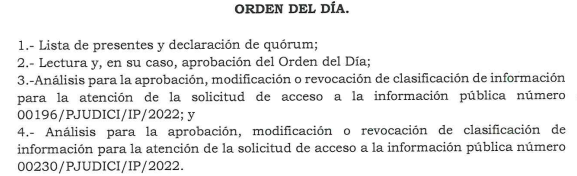 ORDEN DEL DÍA.
1.- Lista de presentes y declaración de quórum;
2.- Lectura y, en su caso, aprobación del Orden del Día;
3.-Análisis para la aprobación, modificación o revocación de clasificación de información
para la atención de la solicitud de acceso a la información pública número
00196/PJUDICI/IP/2022; y
4.- Análisis para la aprobación, modificación o revocación de clasificación de
información para la atención de la solicitud de acceso a la información pública número
00230/PJUDICI/IP/2022.